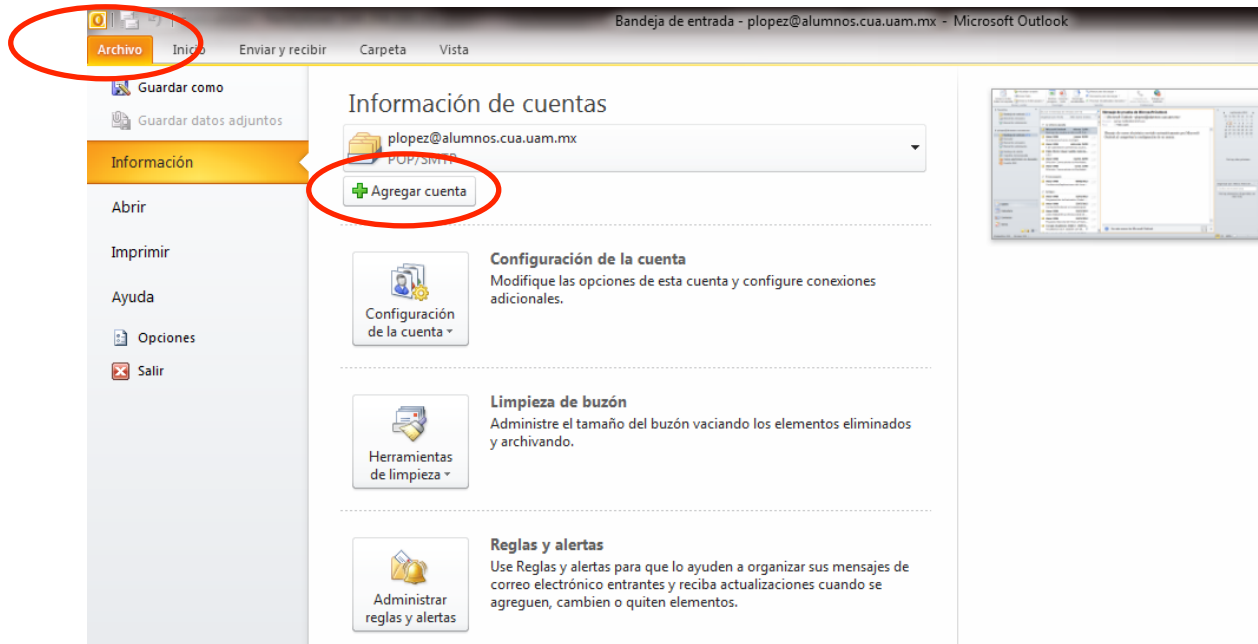 Bandeja de entrada - plopez@alumnos.cua.uam.mx - Microsoft Outlook
Archivo Inicio Enviar y recibir Carpeta Vista
Guardar como
Guardar datos adjuntos
Información
Abrir
Imprimir
Ayuda
Opciones
Salir
Información de cuentas
plopez@alumnos.cua.uam.mx
POP/SMTP
Agregar cuenta
Configuración
de la cuenta
Configuración de la cuenta
Modifique las opciones de esta cuenta y configure conexiones
adicionales.
Herramientas
de limpieza
Limpieza de buzón
Administre el tamaño del buzón vaciando los elementos eliminados
y archivando.
Administrar
reglas y alertas
Reglas y alertas
Use Reglas y alertas para que lo ayuden a organizar sus mensajes de
correo electrónico entrantes y reciba actualizaciones cuando se
agreguen, cambien o quiten elementos.